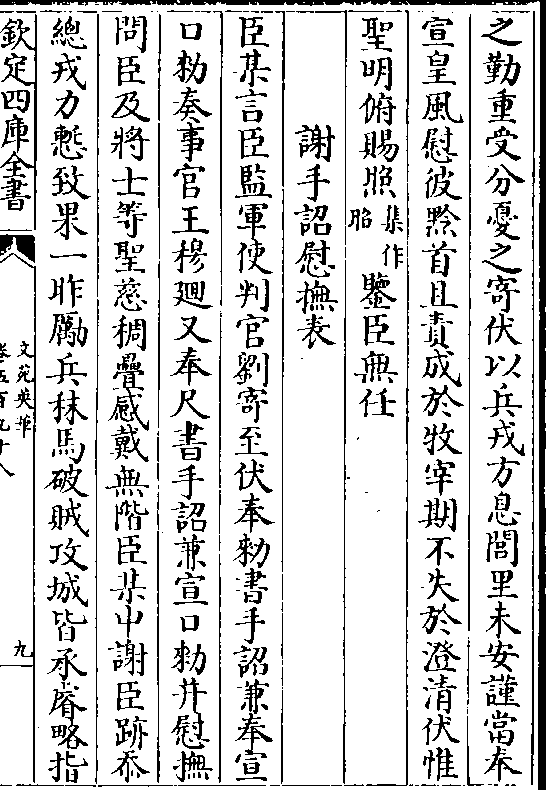 之勤重受分憂之寄伏以兵戎方息閭里未安謹當奉
宣皇風慰彼黔首且責成於牧宰期不失於澄清伏惟
聖明俯賜照集作昭鑒臣無任
謝手詔慰撫表
臣某言臣監軍使判官劉寄至伏奉勅書手詔兼奉宣
口勅奏事官王穆廻又奉尺書手詔兼宣口勅并慰撫
問臣及將士等聖慈稠疊感戴無階臣某中謝臣跡忝
總戎力慙致果一昨勵兵秣馬破賊攻城皆承睿略指
欽定四庫全書
文苑英華
卷五百九十八
九